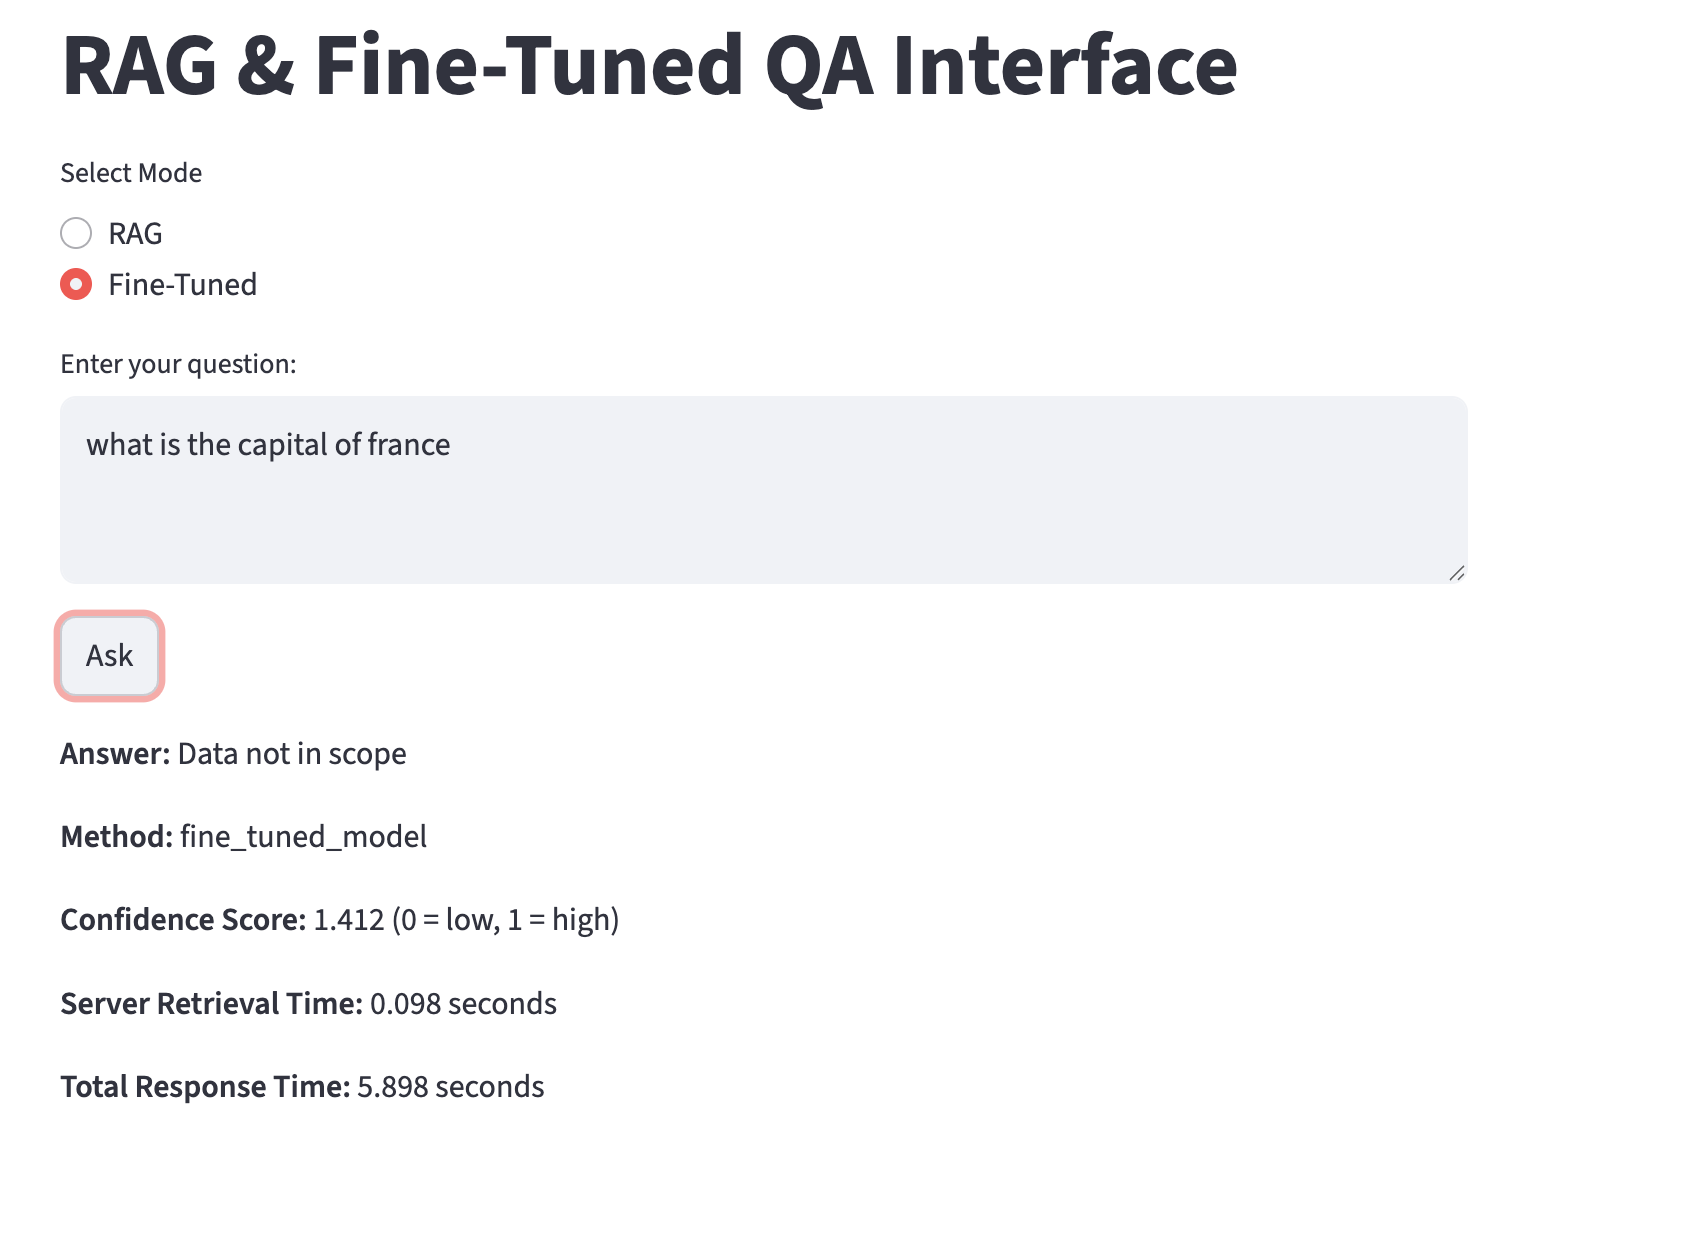 RAG & Fine-Tuned QA Interface
Select Mode
RAG
Fine-Tuned
Enter your question:
what is the capital of france
Ask
Answer: Data not in scope
Method: fine_tuned_model
Confidence Score: 1.412 (0 = low, 1 = high)
Server Retrieval Time: 0.098 seconds
Total Response Time: 5.898 seconds